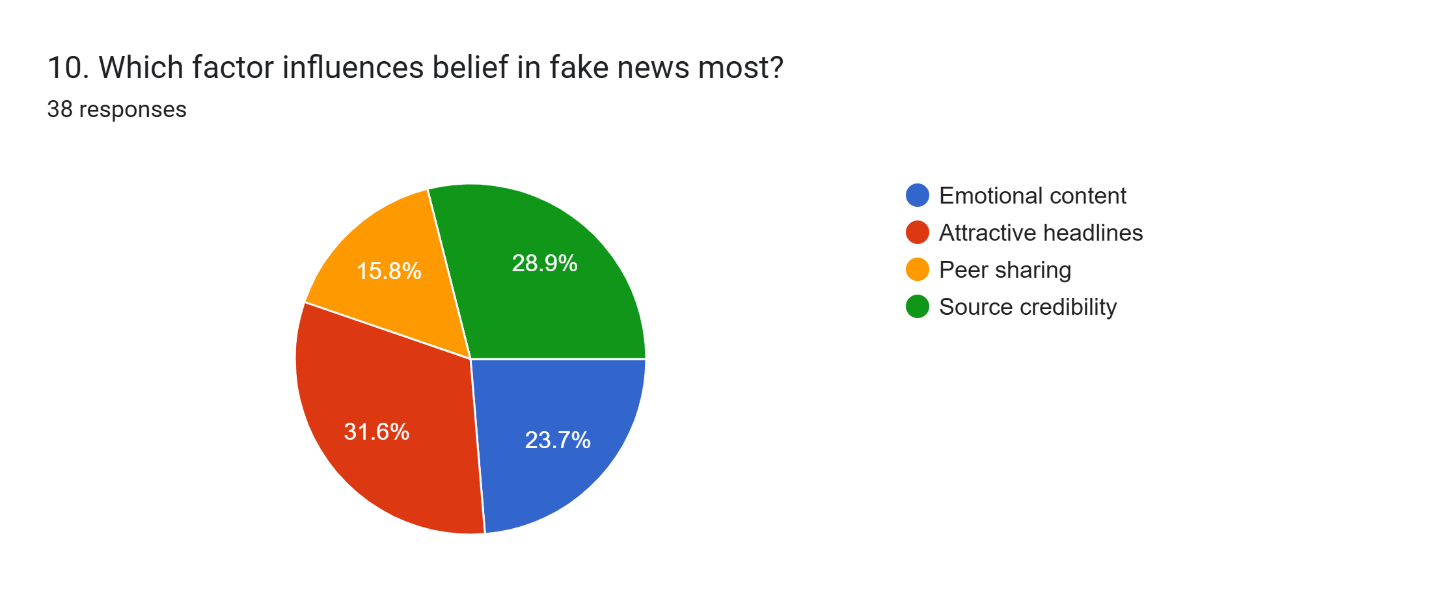 10. Which factor influences belief in fake news most?
38 responses
Emotional content
Attractive headlines
Peer sharing
Source credibility
28.9%
15.8%
31.6%
23.7%